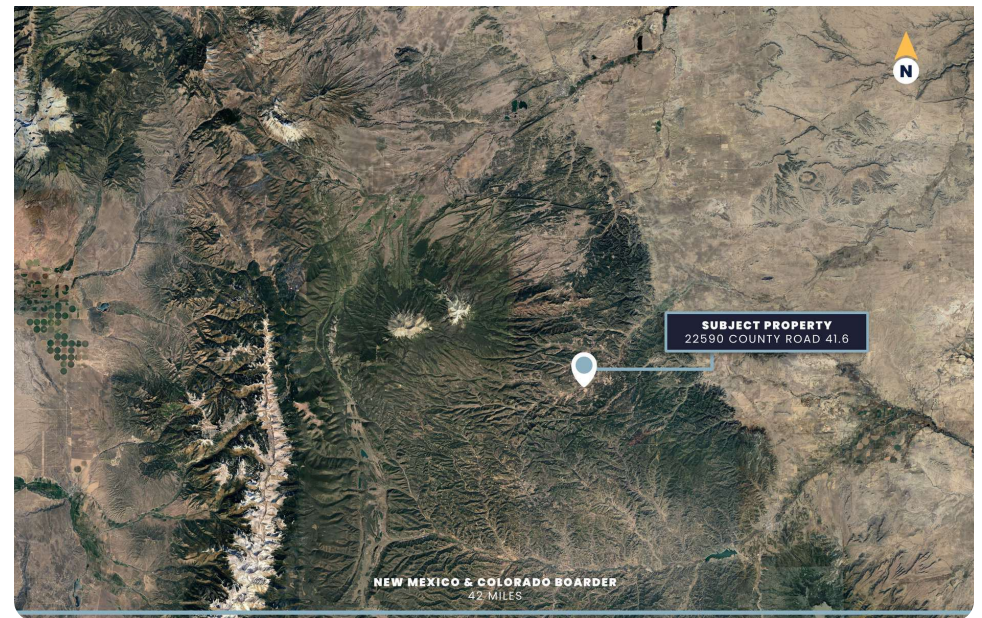 N
SUBJECT PROPERTY
22590 COUNTY ROAD 41.6
NEW MEXICO & COLORADO BOARDER
42 MILES